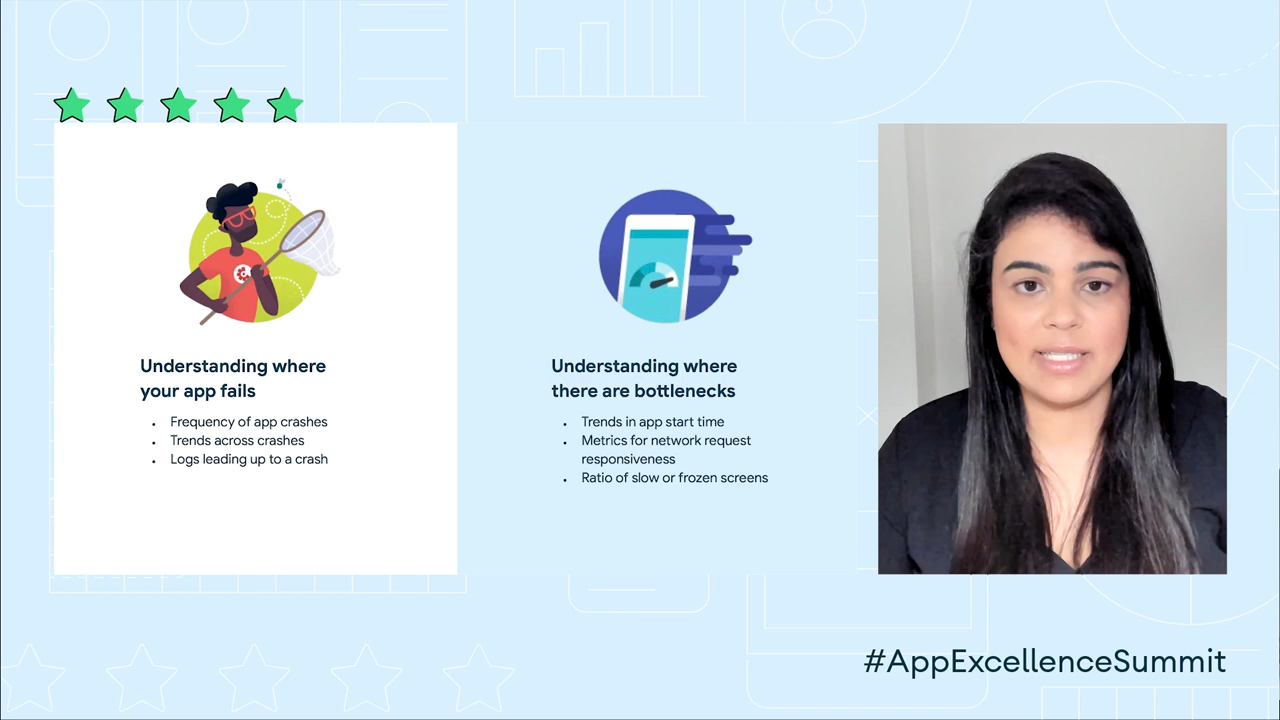 Understanding where
your app fails
• Frequency of app crashes
• Trends across crashes
• Logs leading up to a crash
Understanding where
there are bottlenecks
• Trends in app start time
• Metrics for network request
responsiveness
• Ratio of slow or frozen screens
#AppExcellenceSummit